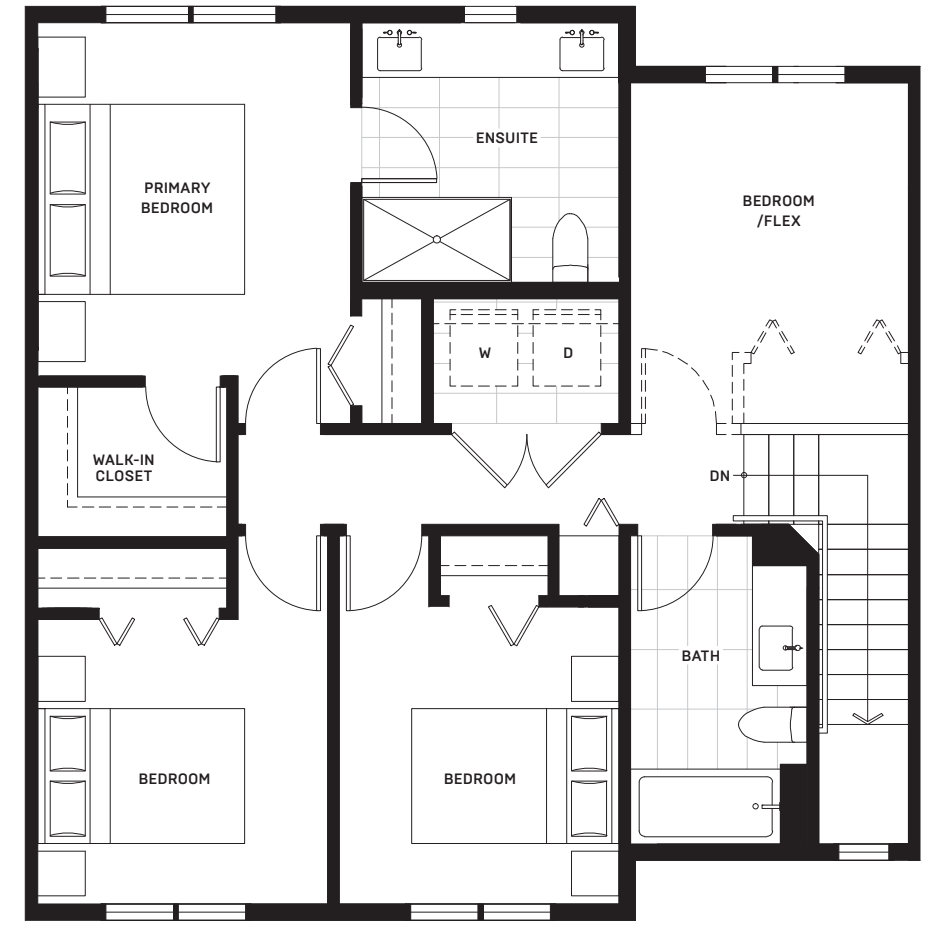 ENSUITE
PRIMARY
BEDROOM
BEDROOM
/FLEX
W
D
WALK-IN
CLOSET
DN
BATH
BEDROOM
BEDROOM